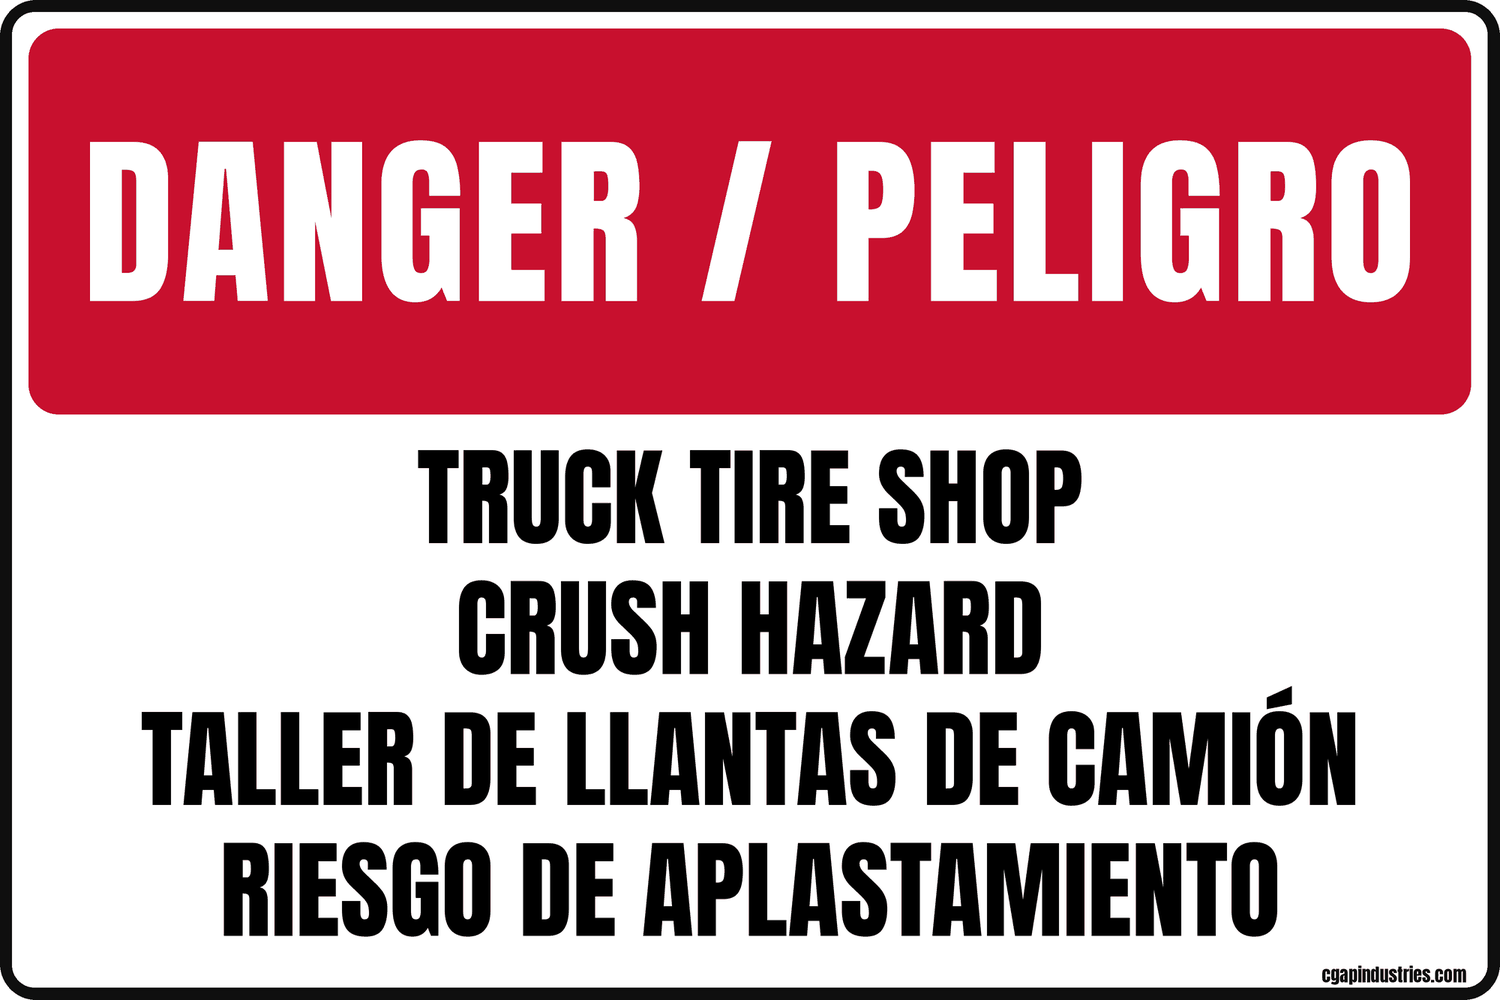 DANGER / PELIGRO
TRUCK TIRE SHOP
CRUSH HAZARD
TALLER DE LLANTAS DE CAMIÓN
RIESGO DE APLASTAMIENTO
cgapindustries.com